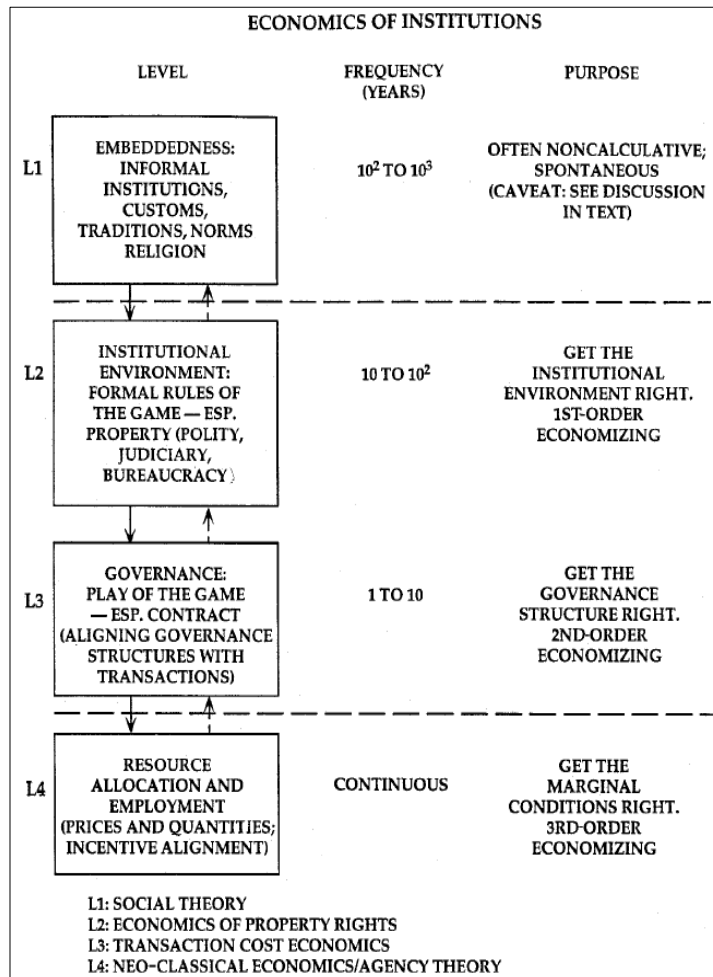 ECONOMICS OF INSTITUTIONS
LEVEL
FREQUENCY
(YEARS)
PURPOSE
L1
EMBEDDEDNESS:
INFORMAL
INSTITUTIONS,
CUSTOMS,
TRADITIONS, NORMS
RELIGION
10² TO 10³
OFTEN NONCALCULATIVE;
SPONTANEOUS
(CAVEAT: SEE DISCUSSION
IN TEXT)
L2
INSTITUTIONAL
ENVIRONMENT:
FORMAL RULES OF
THE GAME — ESP.
PROPERTY (POLITY,
JUDICIARY,
BUREAUCRACY)
10 TO 10²
GET THE
INSTITUTIONAL
ENVIRONMENT RIGHT.
1ST-ORDER
ECONOMIZING
L3
GOVERNANCE:
PLAY OF THE GAME
— ESP. CONTRACT
(ALIGNING GOVERNANCE
STRUCTURES WITH
TRANSACTIONS)
1 TO 10
GET THE
GOVERNANCE
STRUCTURE RIGHT.
2ND-ORDER
ECONOMIZING
L4
RESOURCE
ALLOCATION AND
EMPLOYMENT
(PRICES AND QUANTITIES;
INCENTIVE ALIGNMENT)
CONTINUOUS
GET THE
MARGINAL
CONDITIONS RIGHT.
3RD-ORDER
ECONOMIZING
L1: SOCIAL THEORY
L2: ECONOMICS OF PROPERTY RIGHTS
L3: TRANSACTION COST ECONOMICS
L4: NEO-CLASSICAL ECONOMICS/AGENCY THEORY